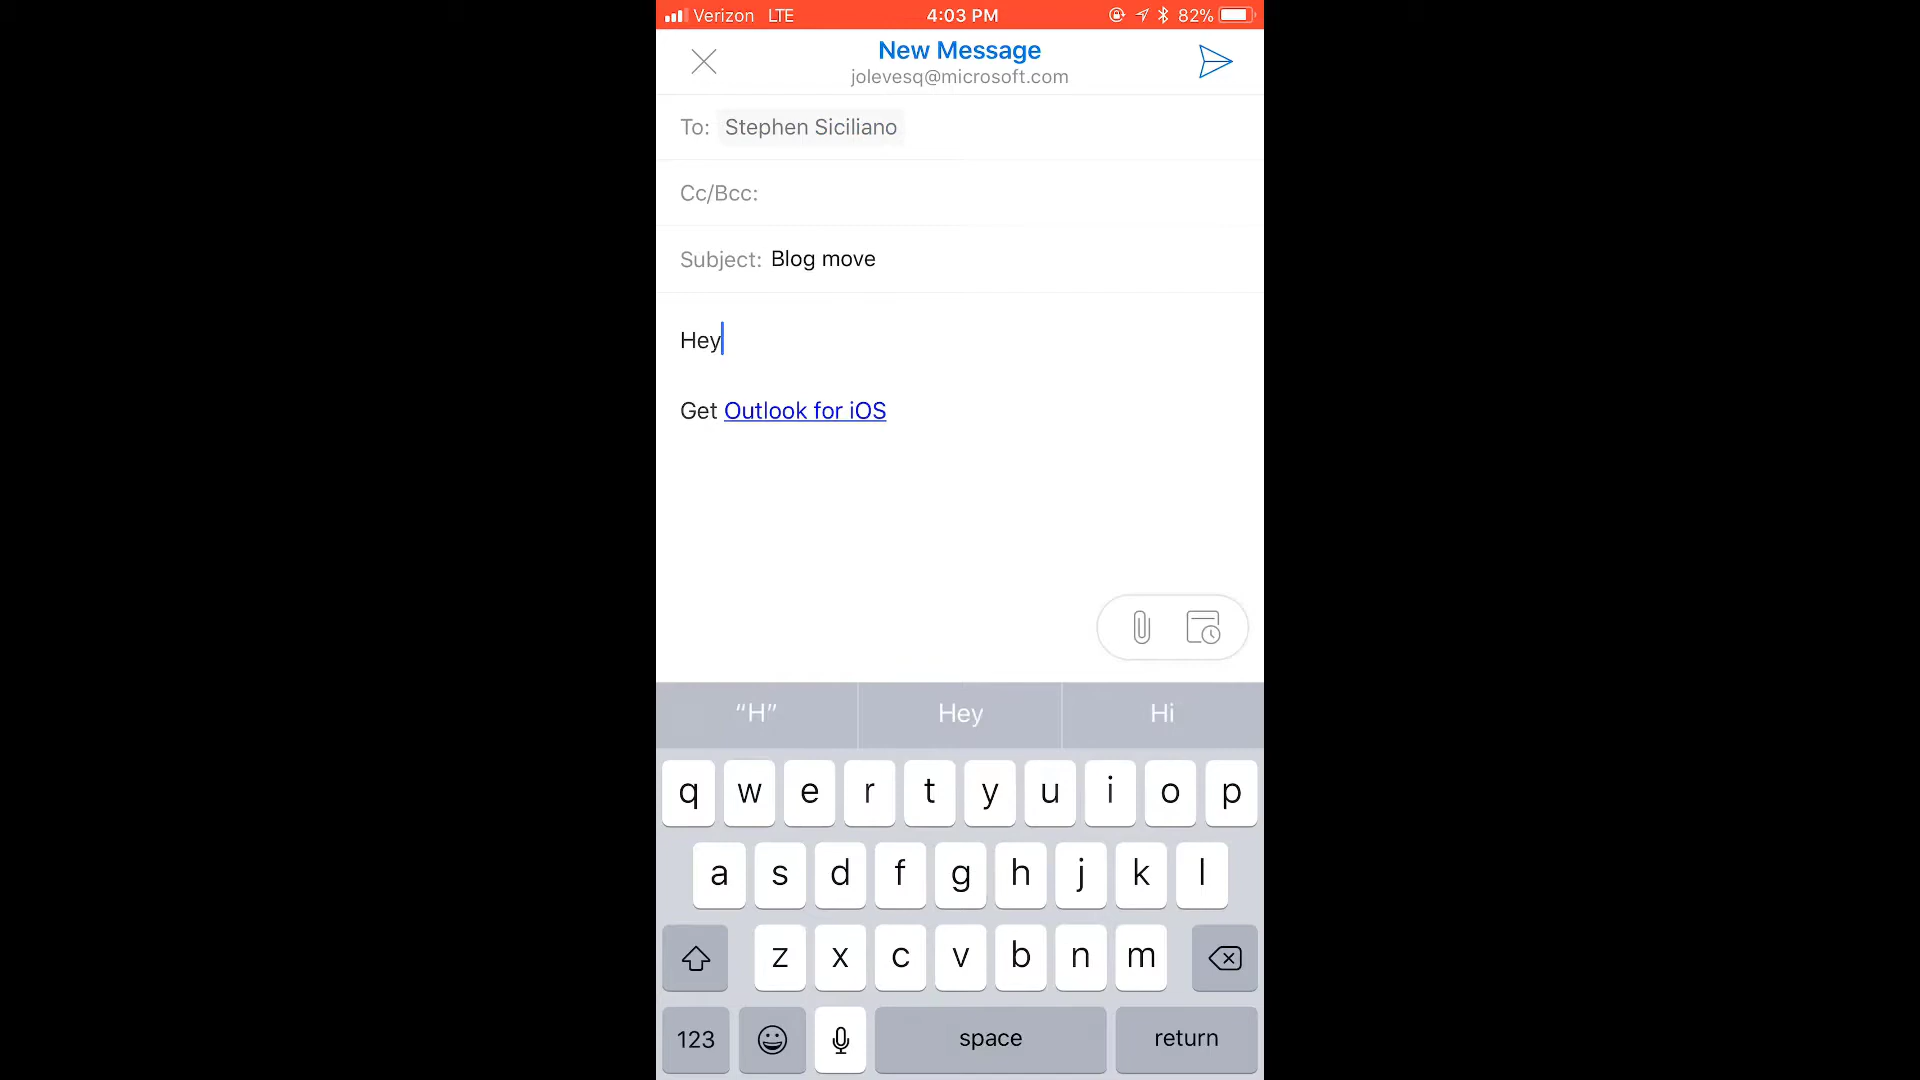 Verizon LTE 4:03 PM 82%
New Message
jolevesq@microsoft.com
To: Stephen Siciliano
Cc/Bcc:
Subject: Blog move
Hey
Get Outlook for iOS
“H” Hey Hi
q w e r t y u i o p
a s d f g h j k l
z x c v b n m
123 space return